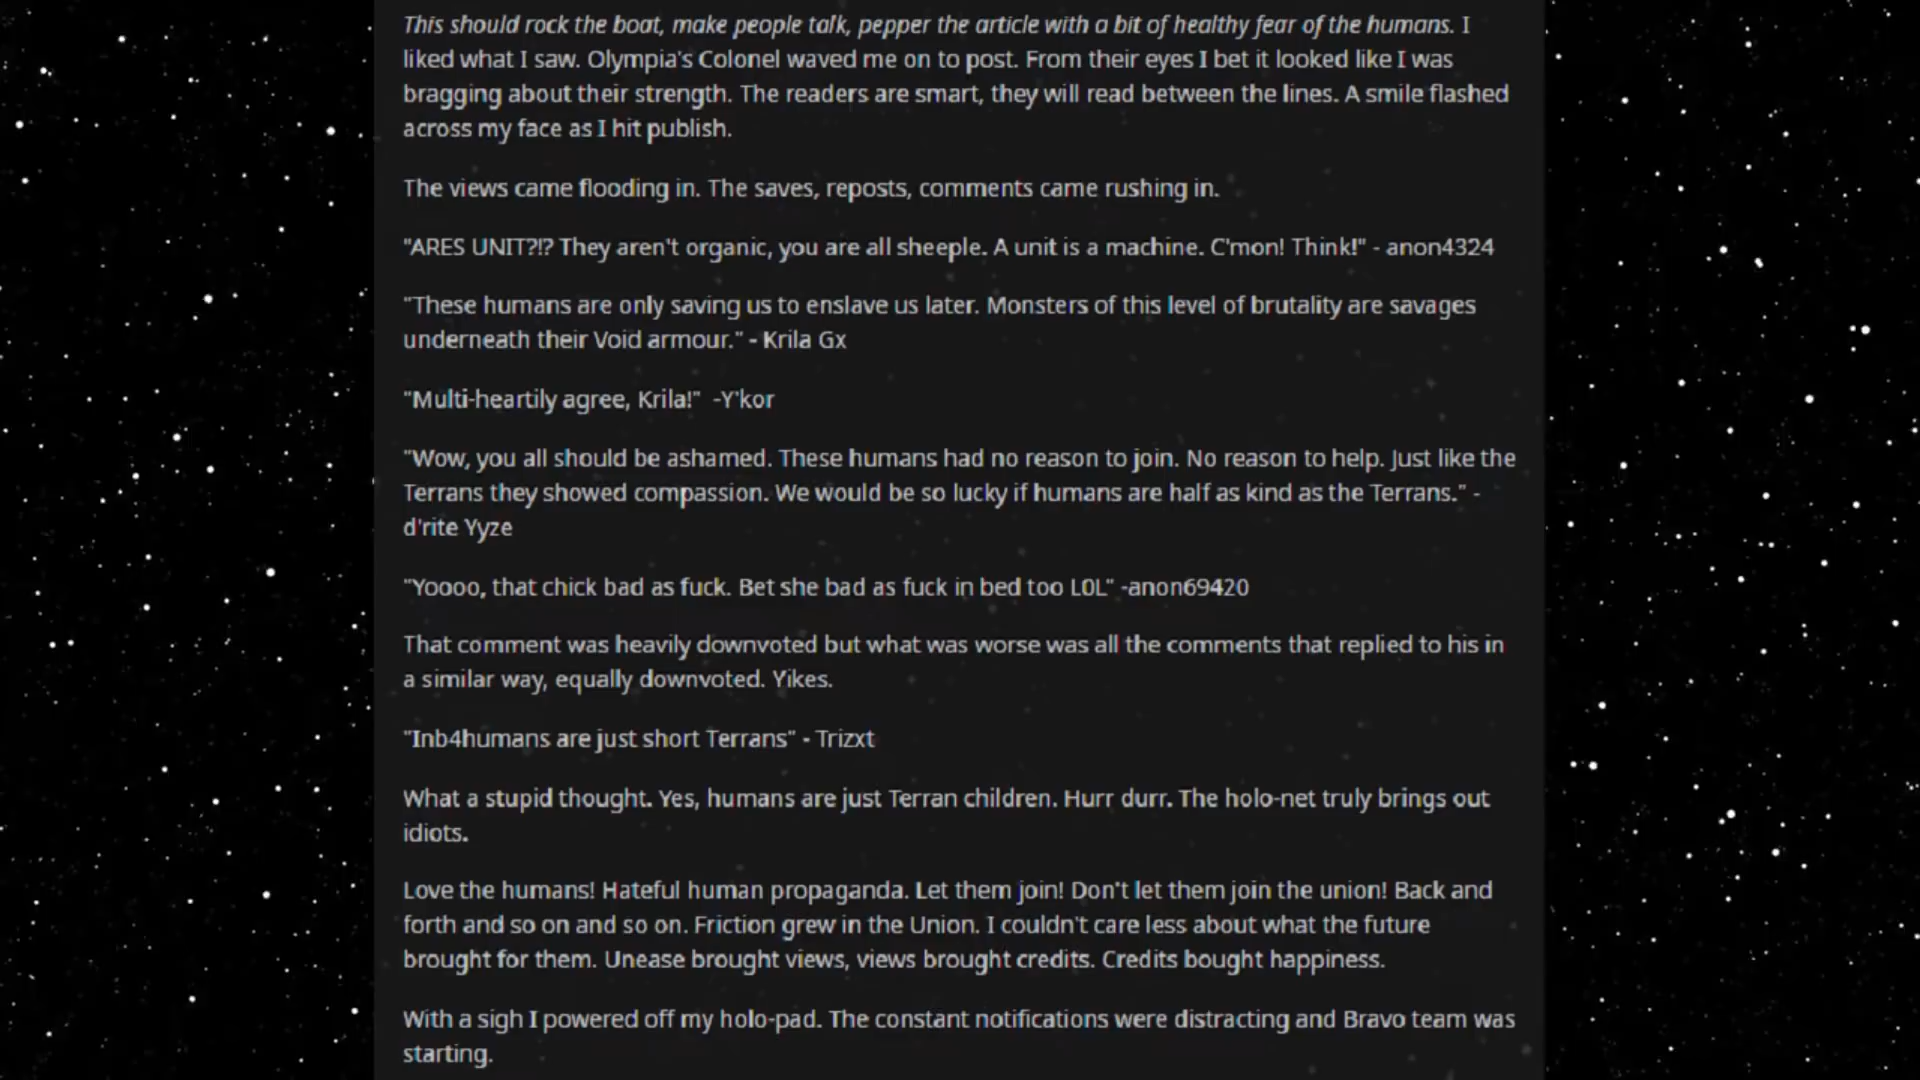 This should rock the boat, make people talk, pepper the article with a bit of healthy fear of the humans. I
liked what I saw. Olympia's Colonel waved me on to post. From their eyes I bet it looked like I was
bragging about their strength. The readers are smart, they will read between the lines. A smile flashed
across my face as I hit publish.
The views came flooding in. The saves, reposts, comments came rushing in.
"ARES UNIT?!? They aren't organic, you are all sheeple. A unit is a machine. C'mon! Think!" - anon4324
"These humans are only saving us to enslave us later. Monsters of this level of brutality are savages
underneath their Void armour." - Krila Gx
"Multi-heartily agree, Krila!"  -Y'kor
"Wow, you all should be ashamed. These humans had no reason to join. No reason to help. Just like the
Terrans they showed compassion. We would be so lucky if humans are half as kind as the Terrans." -
d'rite Yyze
"Yoooo, that chick bad as fuck. Bet she bad as fuck in bed too LOL" -anon69420
That comment was heavily downvoted but what was worse was all the comments that replied to his in
a similar way, equally downvoted. Yikes.
"Inb4humans are just short Terrans" - Trizxt
What a stupid thought. Yes, humans are just Terran children. Hurr durr. The holo-net truly brings out
idiots.
Love the humans! Hateful human propaganda. Let them join! Don't let them join the union! Back and
forth and so on and so on. Friction grew in the Union. I couldn't care less about what the future
brought for them. Unease brought views, views brought credits. Credits bought happiness.
With a sigh I powered off my holo-pad. The constant notifications were distracting and Bravo team was
starting.